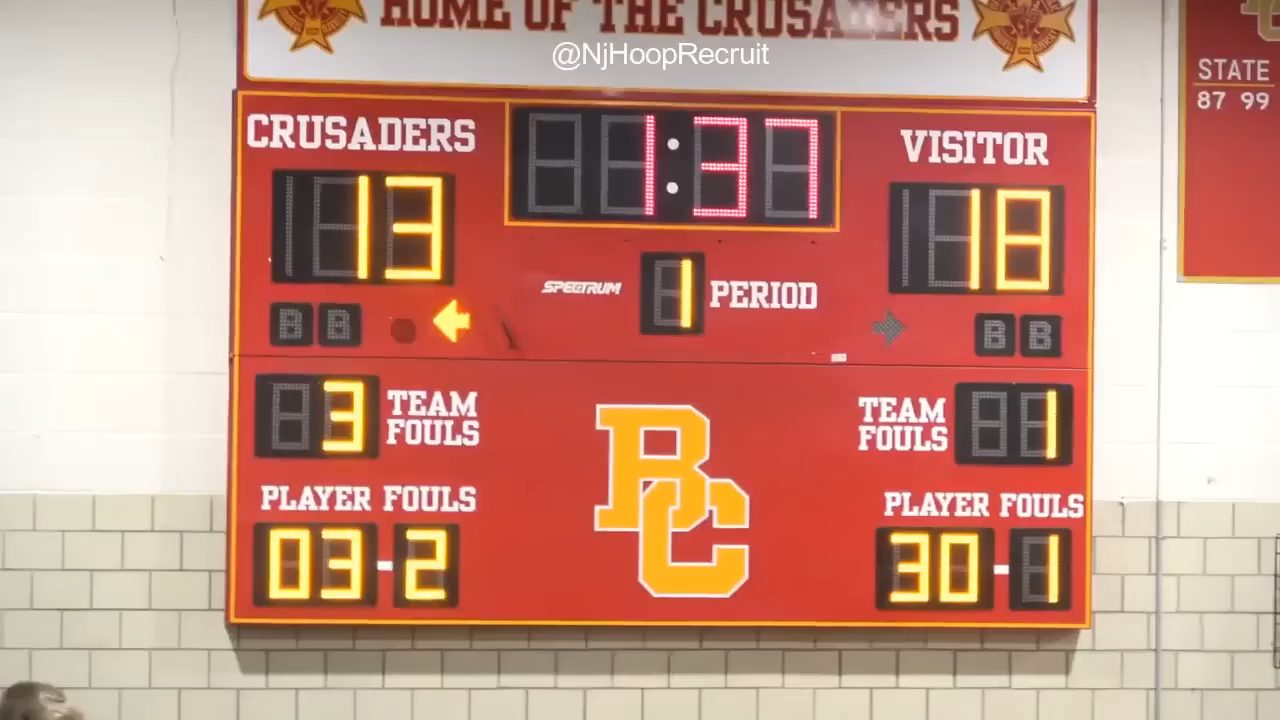 HOME OF THE CRUSADERS
@NjHoopRecruit
STATE
87 99
CRUSADERS
1:37
VISITOR
13
18
SPECTRUM
1 PERIOD
B B
B B
3 TEAM FOULS
TEAM FOULS 1
BC
PLAYER FOULS
PLAYER FOULS
03-2
30-1